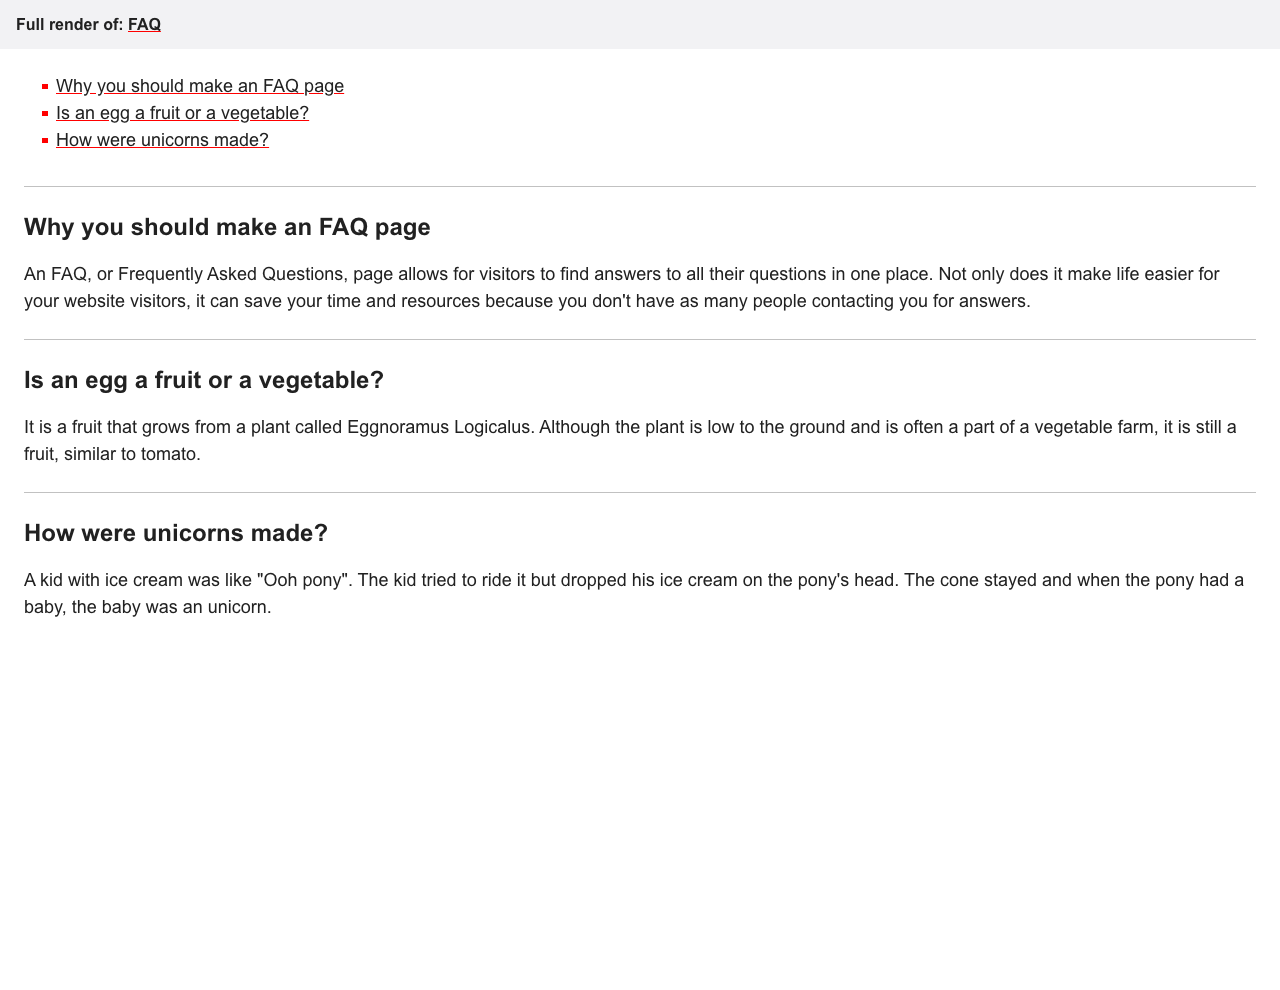 Full render of: FAQ
Why you should make an FAQ page
Is an egg a fruit or a vegetable?
How were unicorns made?
Why you should make an FAQ page
An FAQ, or Frequently Asked Questions, page allows for visitors to find answers to all their questions in one place. Not only does it make life easier for
your website visitors, it can save your time and resources because you don't have as many people contacting you for answers.
Is an egg a fruit or a vegetable?
It is a fruit that grows from a plant called Eggnoramus Logicalus. Although the plant is low to the ground and is often a part of a vegetable farm, it is still a
fruit, similar to tomato.
How were unicorns made?
A kid with ice cream was like "Ooh pony". The kid tried to ride it but dropped his ice cream on the pony's head. The cone stayed and when the pony had a
baby, the baby was an unicorn.